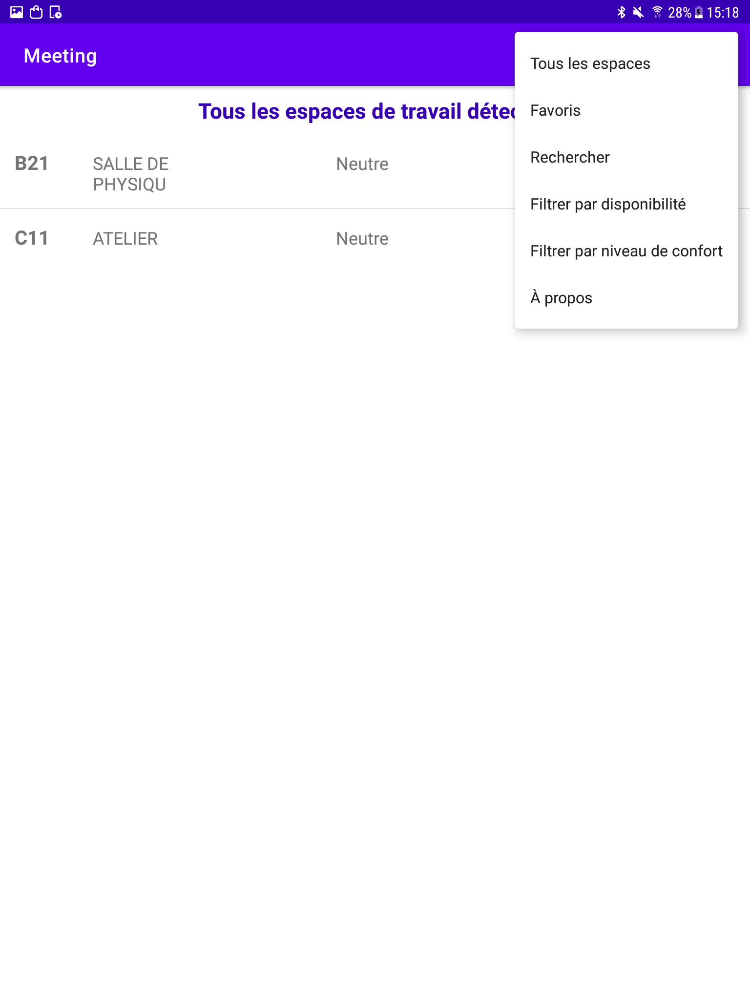 28% 15:18
Meeting
Tous les espaces
Favoris
Rechercher
Filtrer par disponibilité
Filtrer par niveau de confort
À propos
Tous les espaces de travail
B21 SALLE DE Neutre
PHYSIQU
C11 ATELIER Neutre